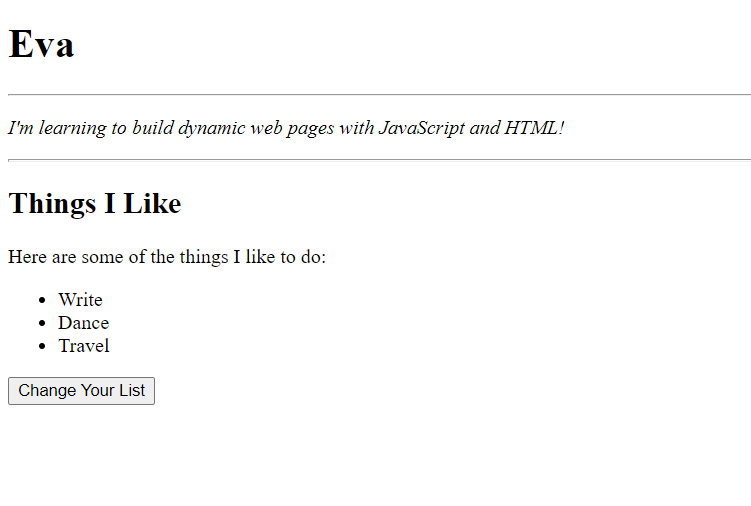 Eva
I'm learning to build dynamic web pages with JavaScript and HTML!
Things I Like
Here are some of the things I like to do:
Write
Dance
Travel
Change Your List